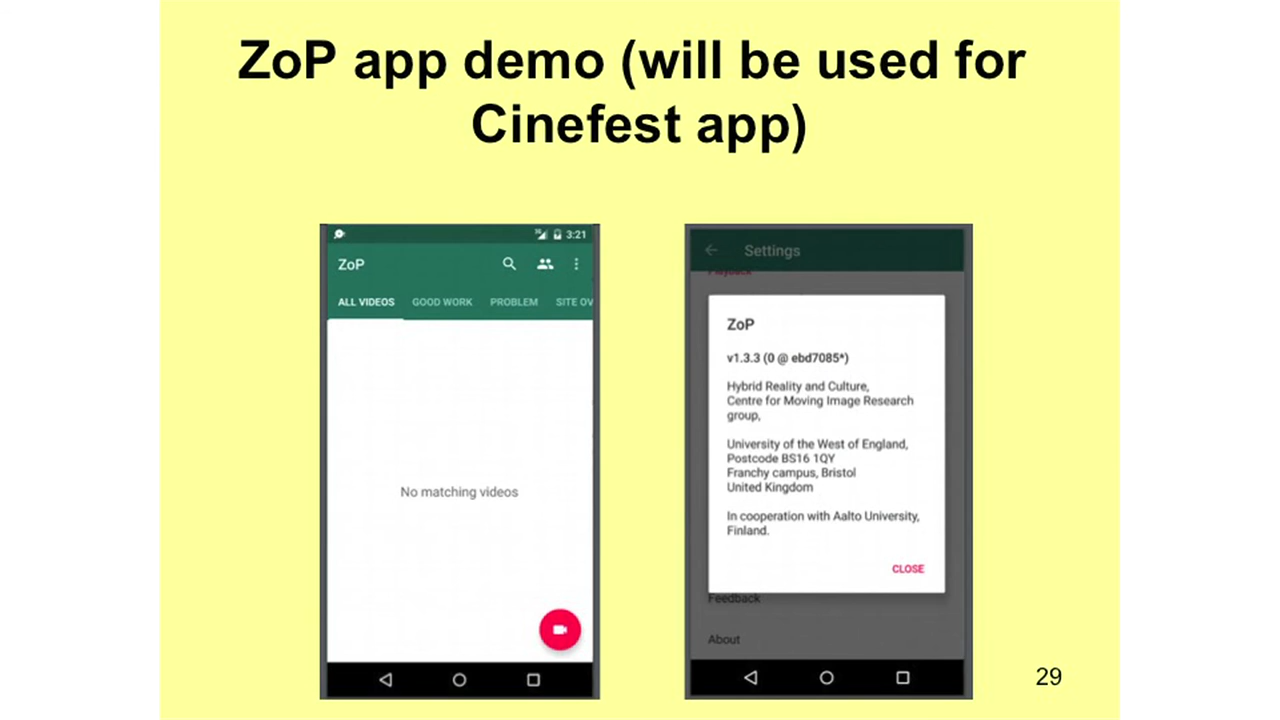 ZoP app demo (will be used for
Cinefest app)
3:21
ZoP
ALL VIDEOS GOOD WORK PROBLEM SITE OV
No matching videos
Settings
Playback
ZoP
v1.3.3 (0 @ ebd7085*)
Hybrid Reality and Culture,
Centre for Moving Image Research
group,
University of the West of England,
Postcode BS16 1QY
Franchy campus, Bristol
United Kingdom
In cooperation with Aalto University,
Finland.
CLOSE
Feedback
About
29